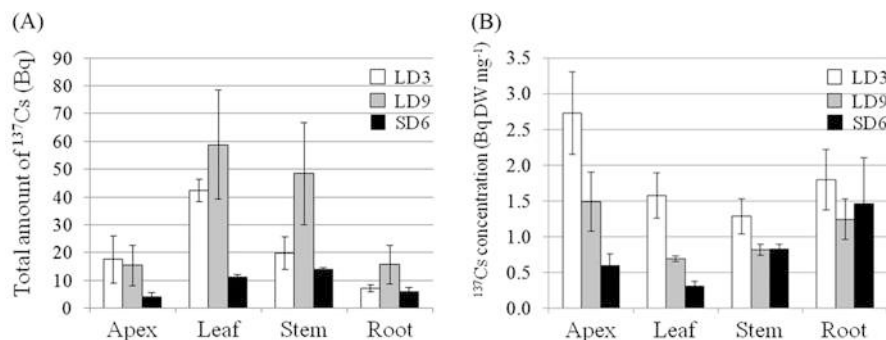 (A)
Total amount of ¹³⁷Cs (Bq)
90
80
70
60
50
40
30
20
10
0
LD3
LD9
SD6
Apex Leaf Stem Root
(B)
¹³⁷Cs concentration (Bq DW mg⁻¹)
3.5
3.0
2.5
2.0
1.5
1.0
0.5
0.0
LD3
LD9
SD6
Apex Leaf Stem Root